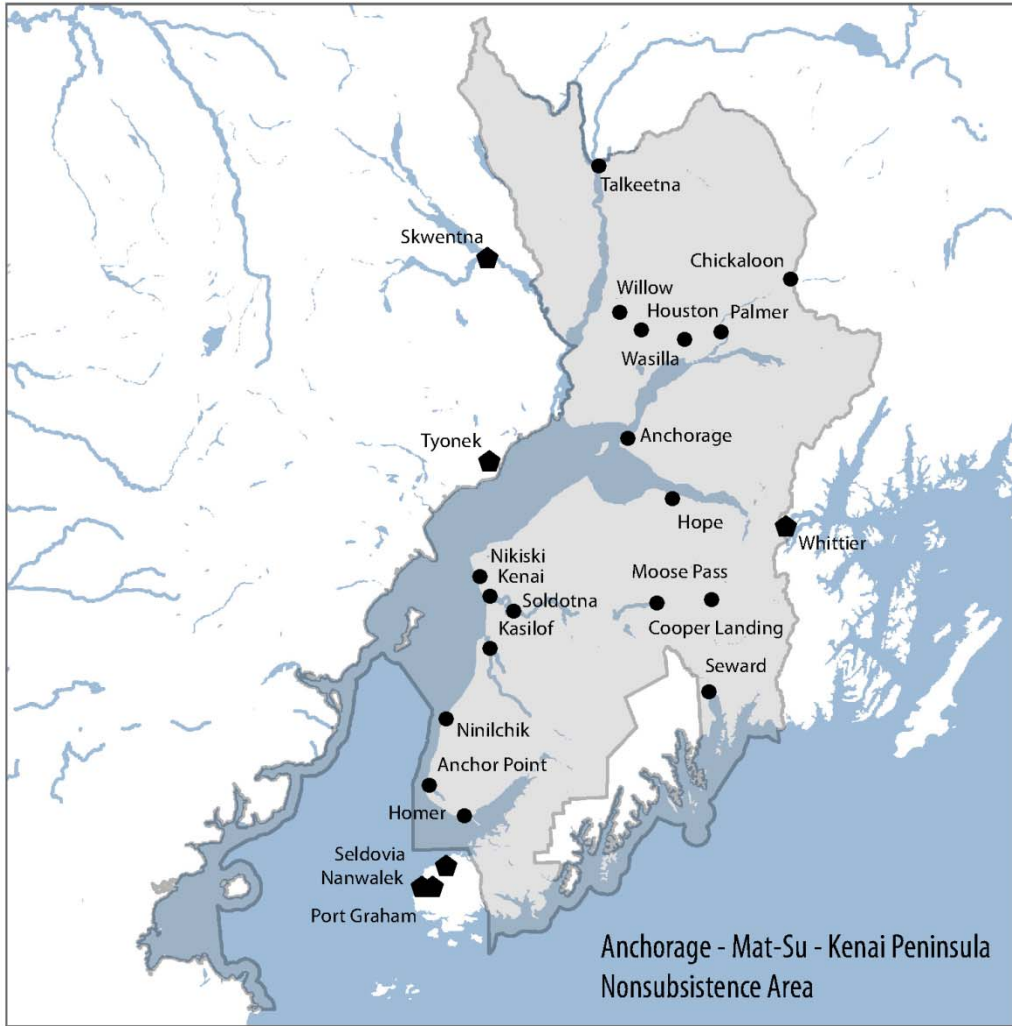 Talkeetna
Skwentna
Chickaloon
Willow
Houston
Palmer
Wasilla
Anchorage
Tyonek
Hope
Whittier
Nikiski
Kenai
Moose Pass
Soldotna
Kasilof
Cooper Landing
Seward
Ninilchik
Anchor Point
Homer
Seldovia
Nanwalek
Port Graham
Anchorage - Mat-Su - Kenai Peninsula
Nonsubsistence Area